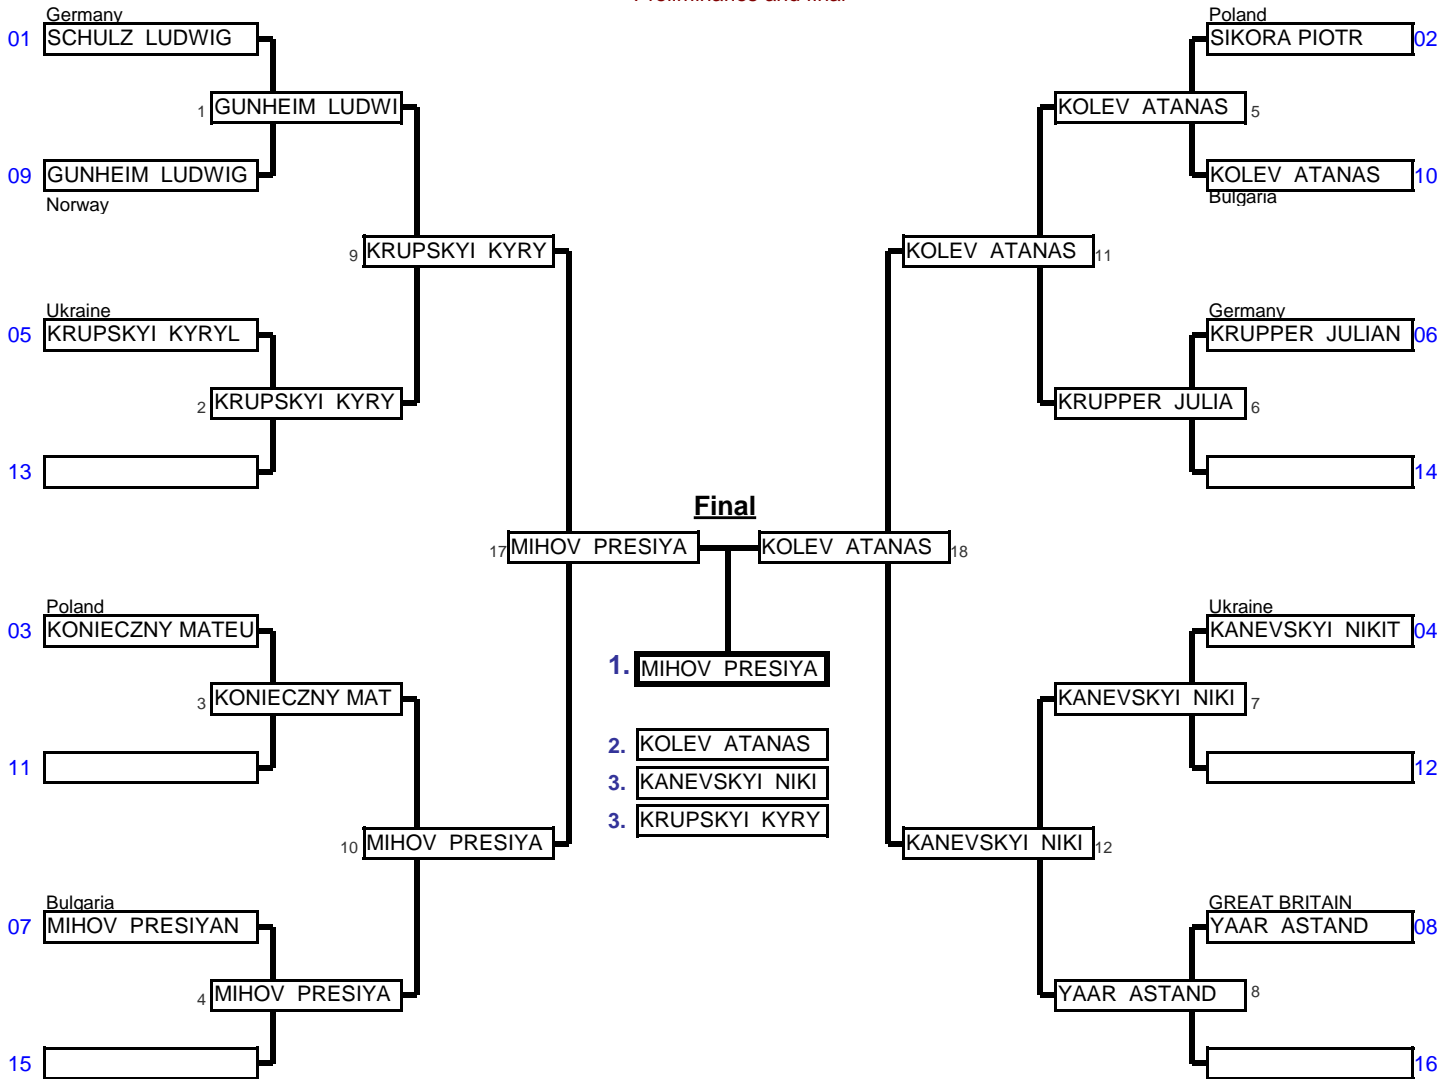 Preliminaries and final
Germany
01 SCHULZ LUDWIG
1 GUNHEIM LUDWI
09 GUNHEIM LUDWIG
Norway
9 KRUPSKYI KYRY
Ukraine
05 KRUPSKYI KYRYL
2 KRUPSKYI KYRY
13
17 MIHOV PRESIYA
Poland
03 KONIECZNY MATEU
3 KONIECZNY MAT
11
10 MIHOV PRESIYA
Bulgaria
07 MIHOV PRESIYAN
4 MIHOV PRESIYA
15
Final
1. MIHOV PRESIYA
2. KOLEV ATANAS
3. KANEVSKYI NIKI
3. KRUPSKYI KYRY
Poland
SIKORA PIOTR 02
KOLEV ATANAS 5
KOLEV ATANAS 10
Bulgaria
KOLEV ATANAS 11
Germany
KRUPPER JULIAN 06
KRUPPER JULIA 6
14
KOLEV ATANAS 18
Ukraine
KANEVSKYI NIKIT 04
KANEVSKYI NIKI 7
12
KANEVSKYI NIKI 12
GREAT BRITAIN
YAAR ASTAND 08
YAAR ASTAND 8
16